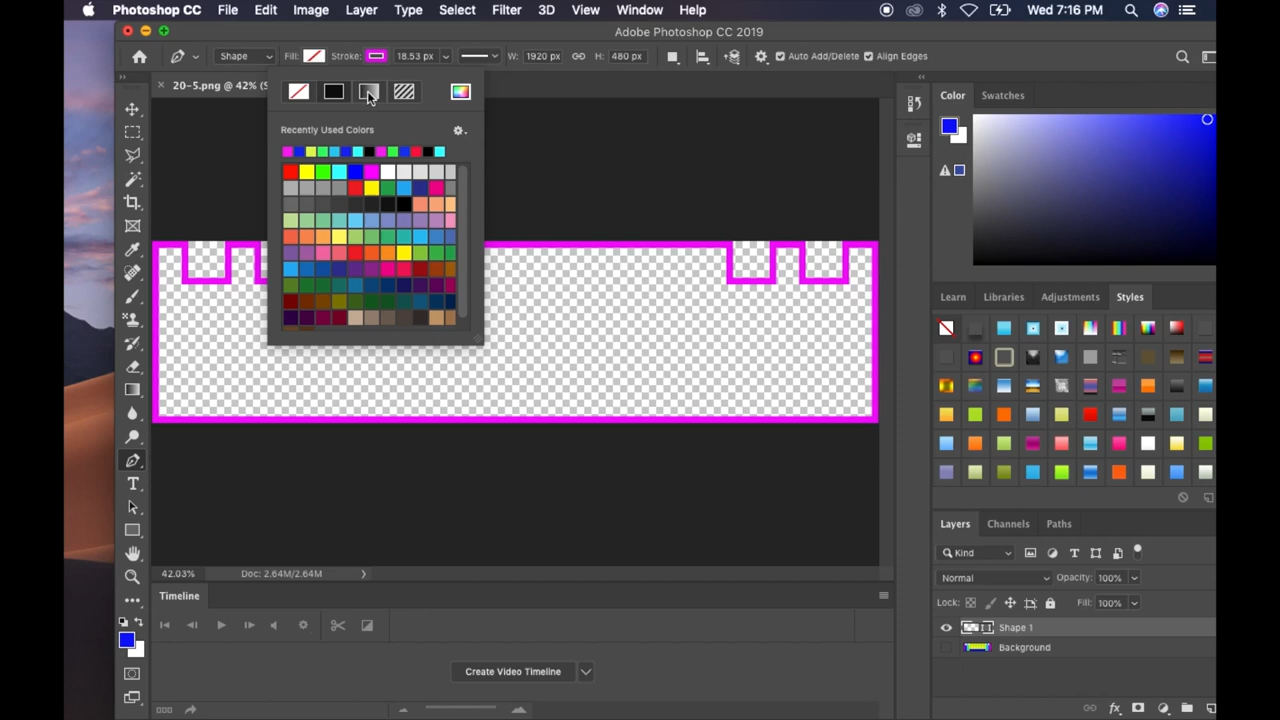 Photoshop CC File Edit Image Layer Type Select Filter 3D View Window Help Wed 7:16 PM
Adobe Photoshop CC 2019
Shape Fill: Stroke: 18.53 px W: 1920 px H: 480 px Auto Add/Delete Align Edges
20-5.png @ 42% (S
Color Swatches
Recently Used Colors
Learn Libraries Adjustments Styles
Layers Channels Paths
Kind
42.03% Doc: 2.64M/2.64M
Normal Opacity: 100%
Timeline
Lock: Fill: 100%
Shape 1
Background
Create Video Timeline